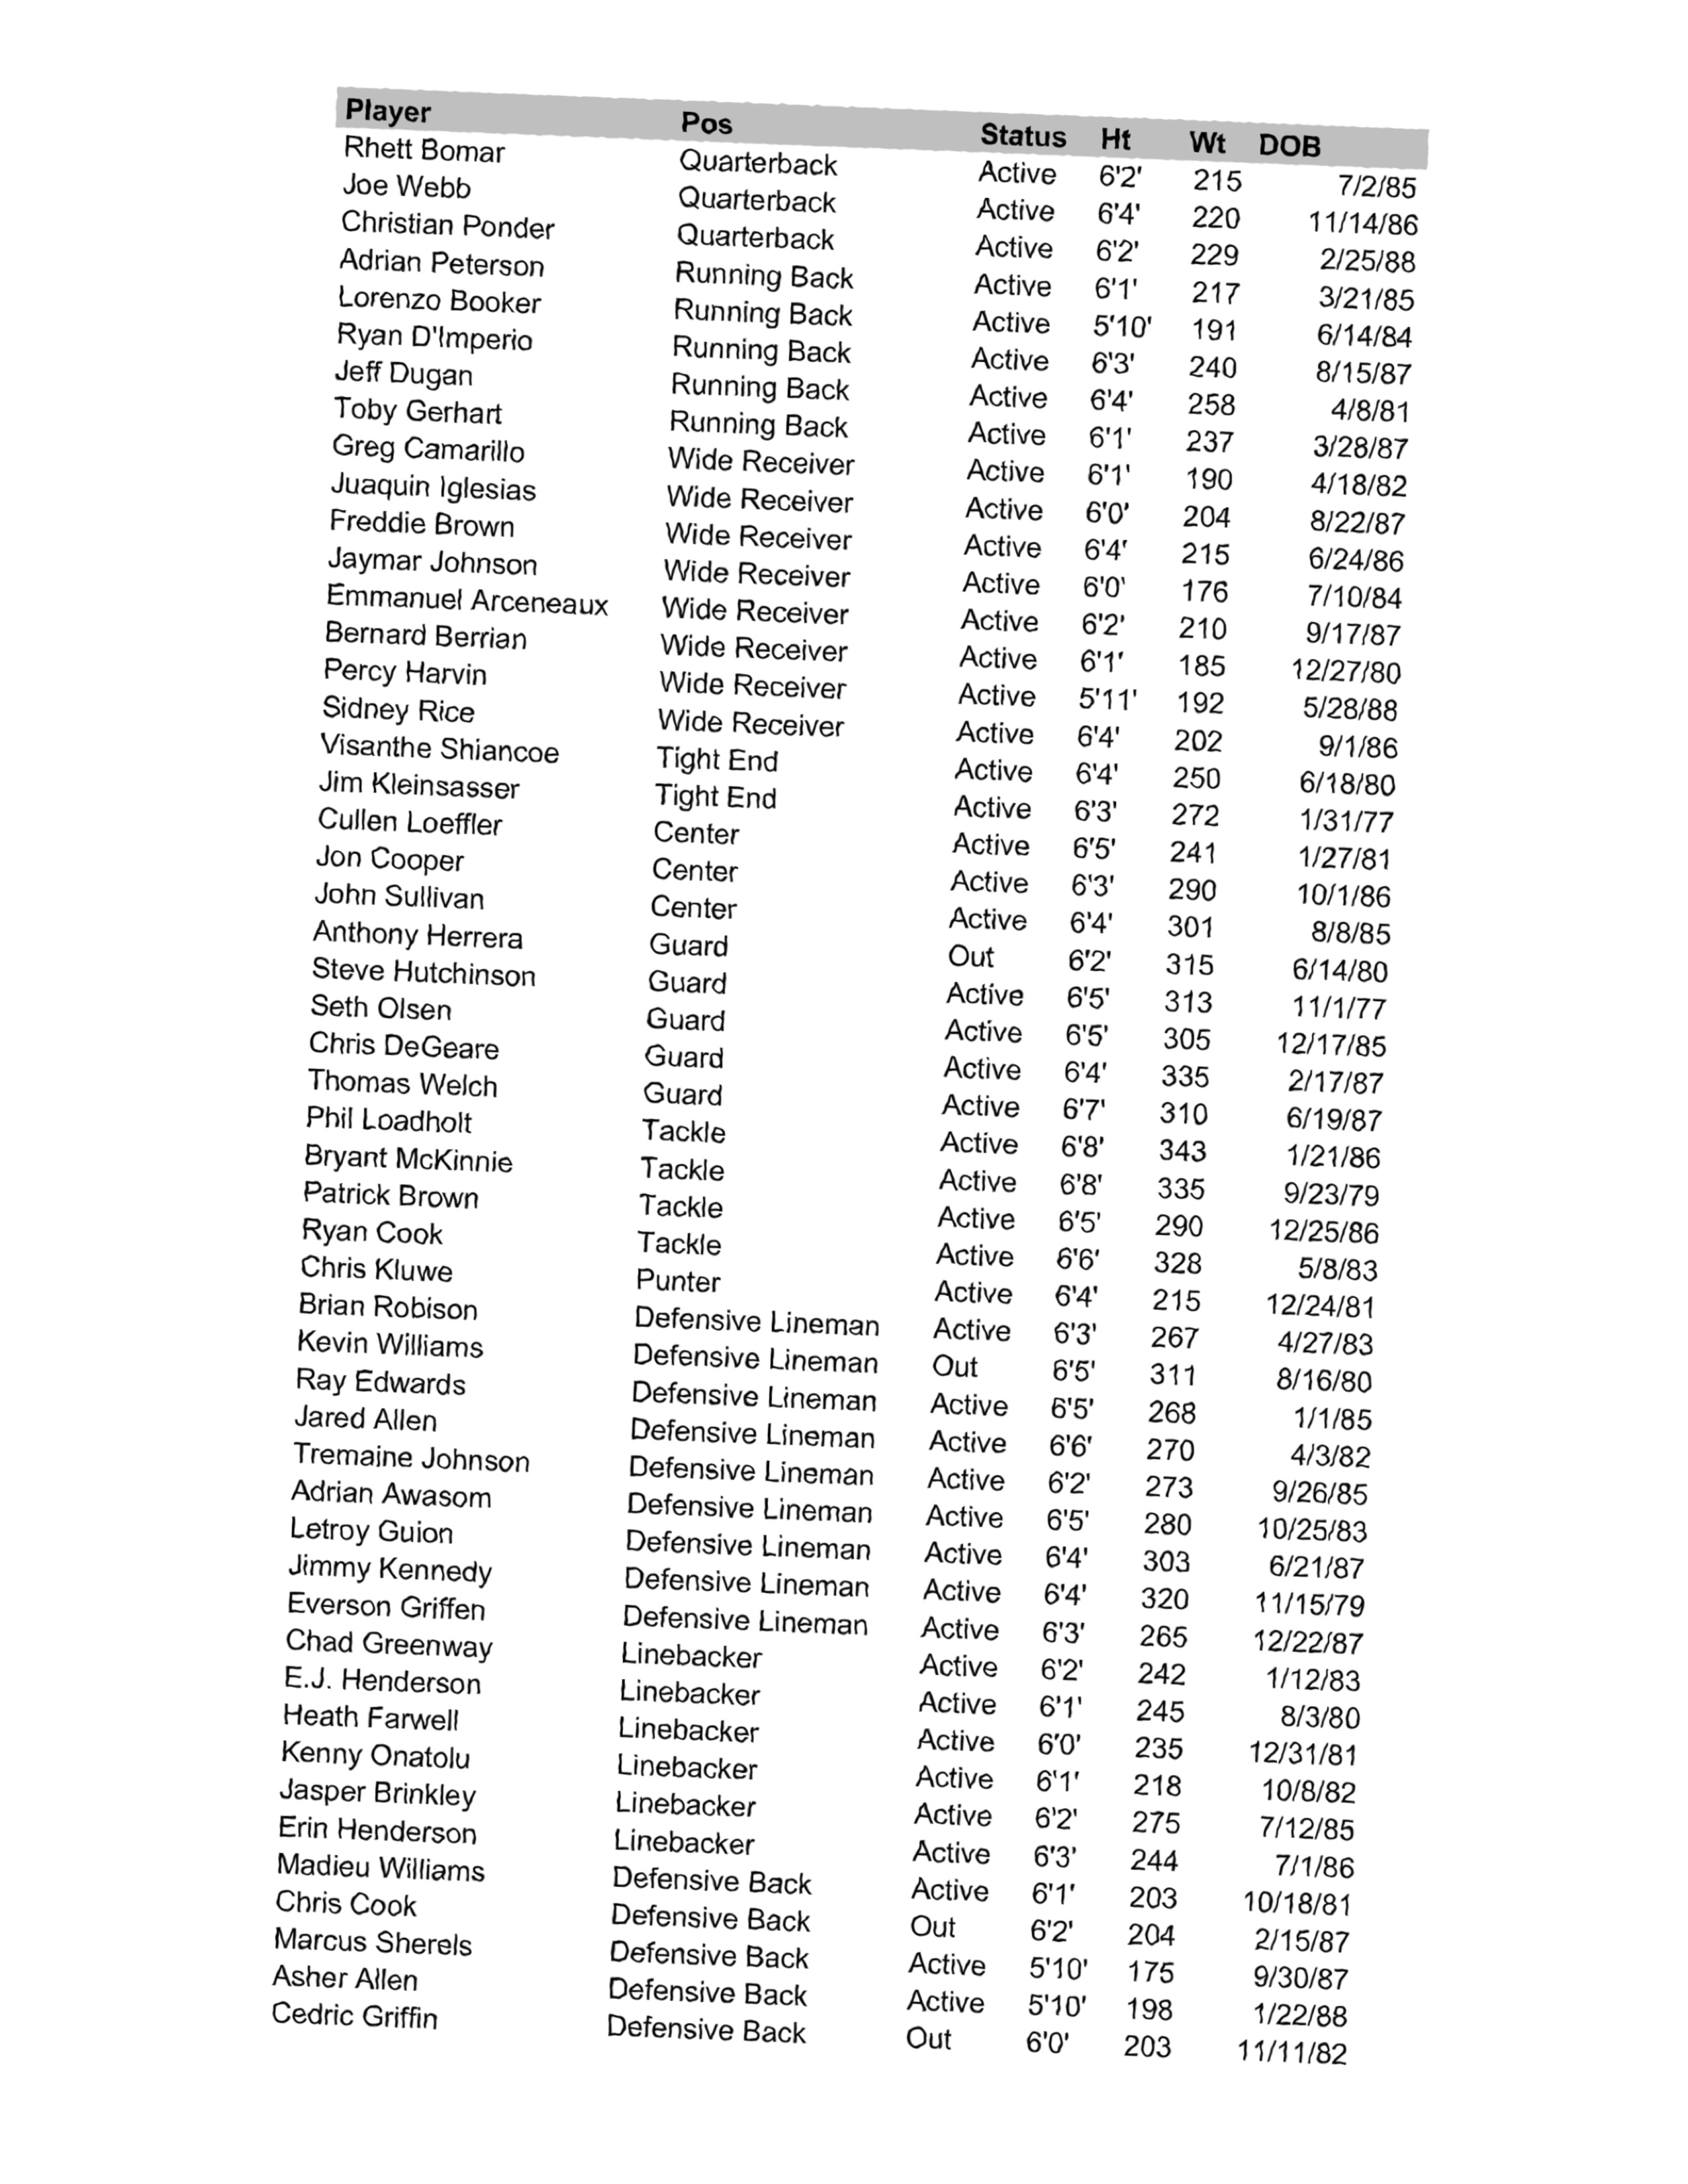 Player Pos Status Ht Wt DOB
Rhett Bomar Quarterback Active 6'2' 215 7/2/85
Joe Webb Quarterback Active 6'4' 220 11/14/86
Christian Ponder Quarterback Active 6'2' 229 2/25/88
Adrian Peterson Running Back Active 6'1' 217 3/21/85
Lorenzo Booker Running Back Active 5'10' 191 6/14/84
Ryan D'Imperio Running Back Active 6'3' 240 8/15/87
Jeff Dugan Running Back Active 6'4' 258 4/8/81
Toby Gerhart Running Back Active 6'1' 237 3/28/87
Greg Camarillo Wide Receiver Active 6'1' 190 4/18/82
Juaquin Iglesias Wide Receiver Active 6'0' 204 8/22/87
Freddie Brown Wide Receiver Active 6'4' 215 6/24/86
Jaymar Johnson Wide Receiver Active 6'0' 176 7/10/84
Emmanuel Arceneaux Wide Receiver Active 6'2' 210 9/17/87
Bernard Berrian Wide Receiver Active 6'1' 185 12/27/80
Percy Harvin Wide Receiver Active 5'11' 192 5/28/88
Sidney Rice Wide Receiver Active 6'4' 202 9/1/86
Visanthe Shiancoe Tight End Active 6'4' 250 6/18/80
Jim Kleinsasser Tight End Active 6'3' 272 1/31/77
Cullen Loeffler Center Active 6'5' 241 1/27/81
Jon Cooper Center Active 6'3' 290 10/1/86
John Sullivan Center Active 6'4' 301 8/8/85
Anthony Herrera Guard Out 6'2' 315 6/14/80
Steve Hutchinson Guard Active 6'5' 313 11/1/77
Seth Olsen Guard Active 6'5' 305 12/17/85
Chris DeGeare Guard Active 6'4' 335 2/17/87
Thomas Welch Guard Active 6'7' 310 6/19/87
Phil Loadholt Tackle Active 6'8' 343 1/21/86
Bryant McKinnie Tackle Active 6'8' 335 9/23/79
Patrick Brown Tackle Active 6'5' 290 12/25/86
Ryan Cook Tackle Active 6'6' 328 5/8/83
Chris Kluwe Punter Active 6'4' 215 12/24/81
Brian Robison Defensive Lineman Active 6'3' 267 4/27/83
Kevin Williams Defensive Lineman Out 6'5' 311 8/16/80
Ray Edwards Defensive Lineman Active 6'5' 268 1/1/85
Jared Allen Defensive Lineman Active 6'6' 270 4/3/82
Tremaine Johnson Defensive Lineman Active 6'2' 273 9/26/85
Adrian Awasom Defensive Lineman Active 6'5' 280 10/25/83
Letroy Guion Defensive Lineman Active 6'4' 303 6/21/87
Jimmy Kennedy Defensive Lineman Active 6'4' 320 11/15/79
Everson Griffen Defensive Lineman Active 6'3' 265 12/22/87
Chad Greenway Linebacker Active 6'2' 242 1/12/83
E.J. Henderson Linebacker Active 6'1' 245 8/3/80
Heath Farwell Linebacker Active 6'0' 235 12/31/81
Kenny Onatolu Linebacker Active 6'1' 218 10/8/82
Jasper Brinkley Linebacker Active 6'2' 275 7/12/85
Erin Henderson Linebacker Active 6'3' 244 7/1/86
Madieu Williams Defensive Back Active 6'1' 203 10/18/81
Chris Cook Defensive Back Out 6'2' 204 2/15/87
Marcus Sherels Defensive Back Active 5'10' 175 9/30/87
Asher Allen Defensive Back Active 5'10' 198 1/22/88
Cedric Griffin Defensive Back Out 6'0' 203 11/11/82